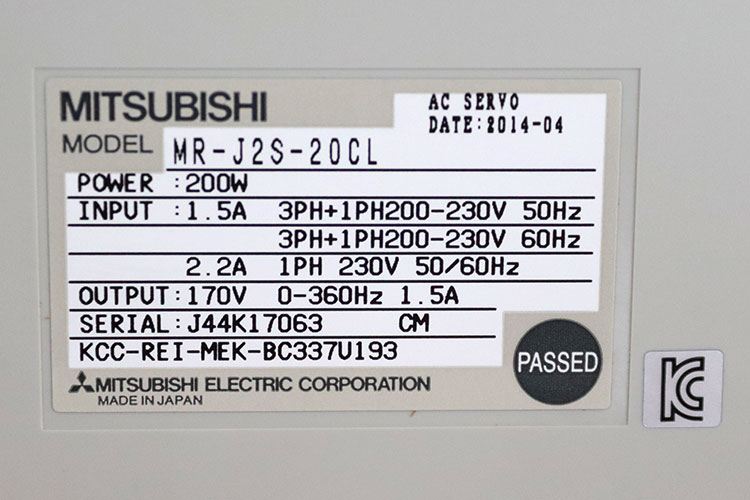 MITSUBISHI
AC SERVO
DATE:2014-04
MODEL MR-J2S-20CL
POWER :200W
INPUT :1.5A 3PH+1PH200-230V 50Hz
3PH+1PH200-230V 60Hz
2.2A 1PH 230V 50/60Hz
OUTPUT:170V 0-360Hz 1.5A
SERIAL:J44K17063 CM
KCC-REI-MEK-BC337U193
PASSED
MITSUBISHI ELECTRIC CORPORATION
MADE IN JAPAN
KC